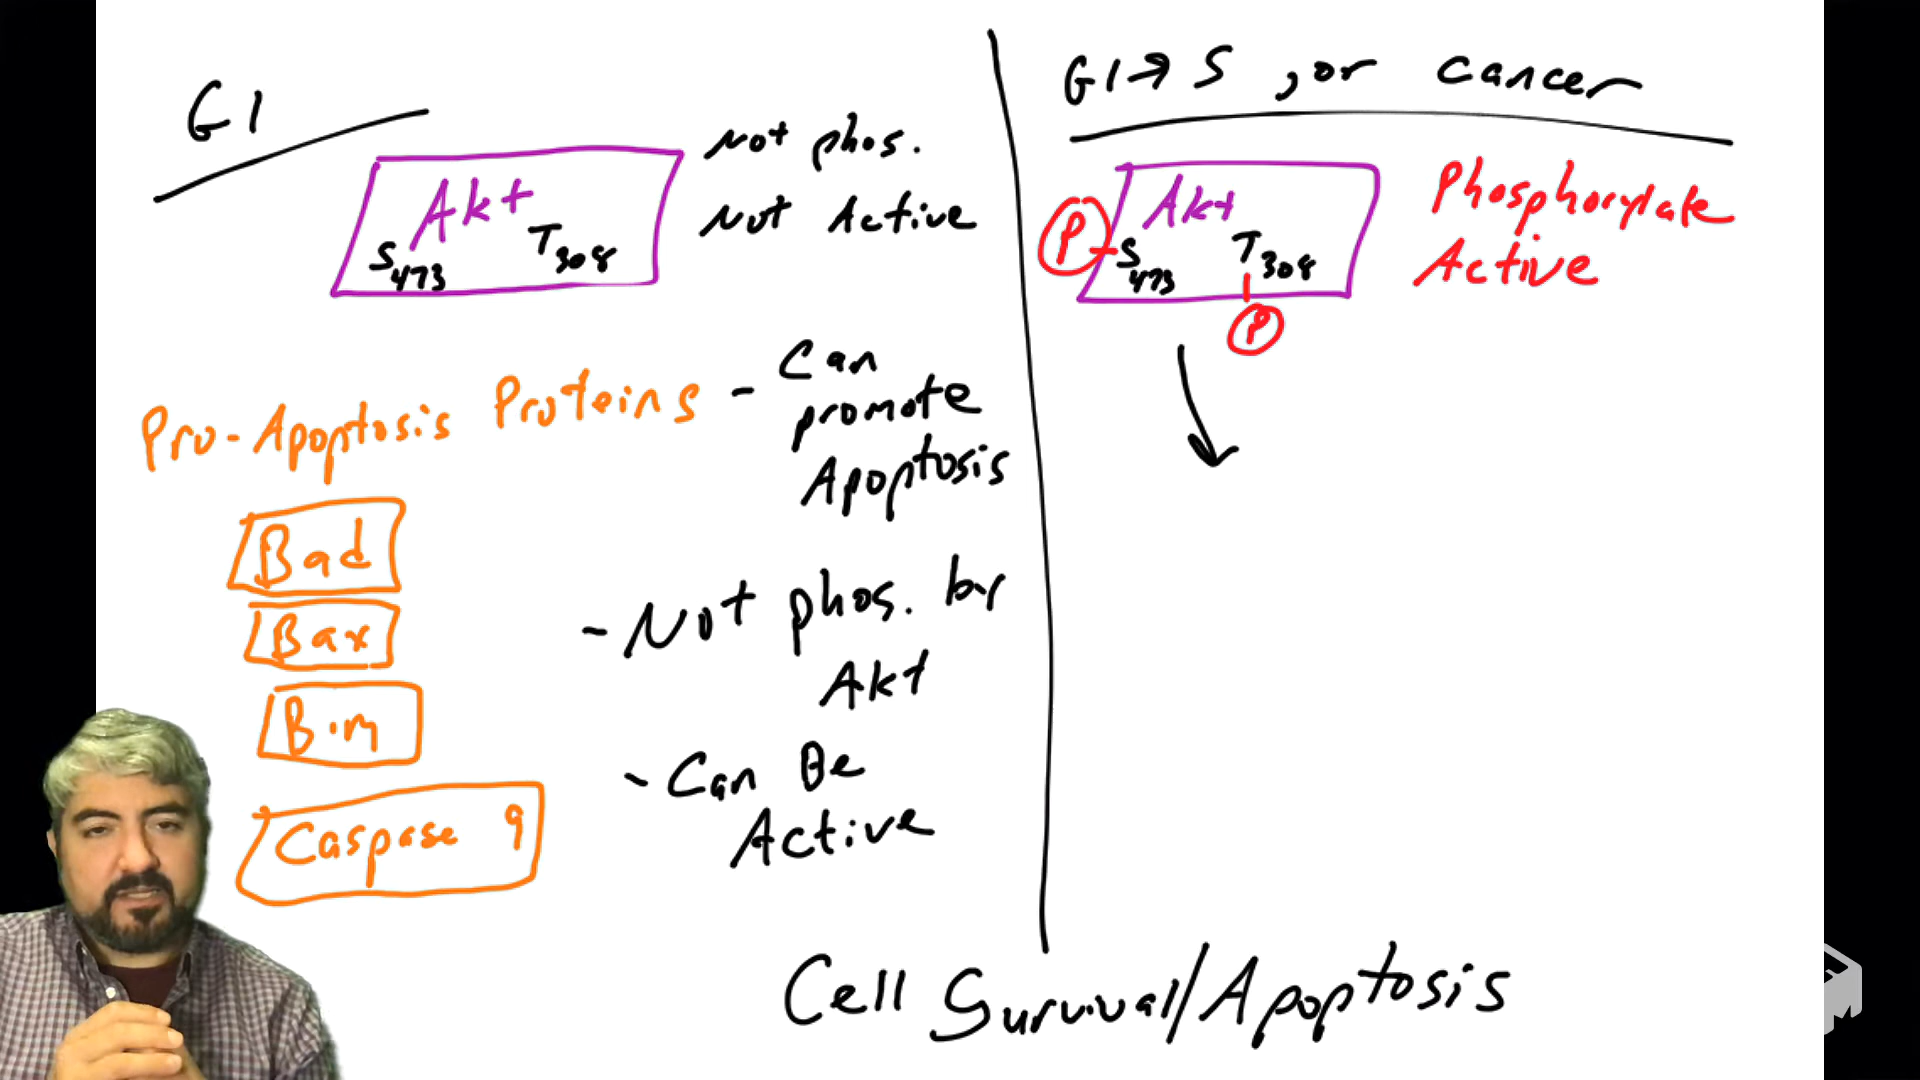 G1
Akt
S473 T308
Not phos.
Not Active
Pro-Apoptosis Proteins
- Can
promote
Apoptosis
Bad
Bax
Bim
Caspase 9
- Not phos. by
Akt
- Can Be
Active
G1→S, or cancer
P
Akt
S473 T308
P
Phosphorylate
Active
Cell Survival/Apoptosis